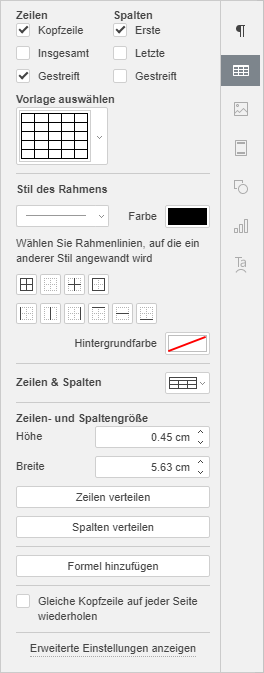 Zeilen Spalten
Kopfzeile Erste
Insgesamt Letzte
Gestreift Gestreift
Vorlage auswählen
Stil des Rahmens
Farbe
Wählen Sie Rahmenlinien, auf die ein
anderer Stil angewandt wird
Hintergrundfarbe
Zeilen & Spalten
Zeilen- und Spaltengröße
Höhe 0.45 cm
Breite 5.63 cm
Zeilen verteilen
Spalten verteilen
Formel hinzufügen
Gleiche Kopfzeile auf jeder Seite
wiederholen
Erweiterte Einstellungen anzeigen
Ta